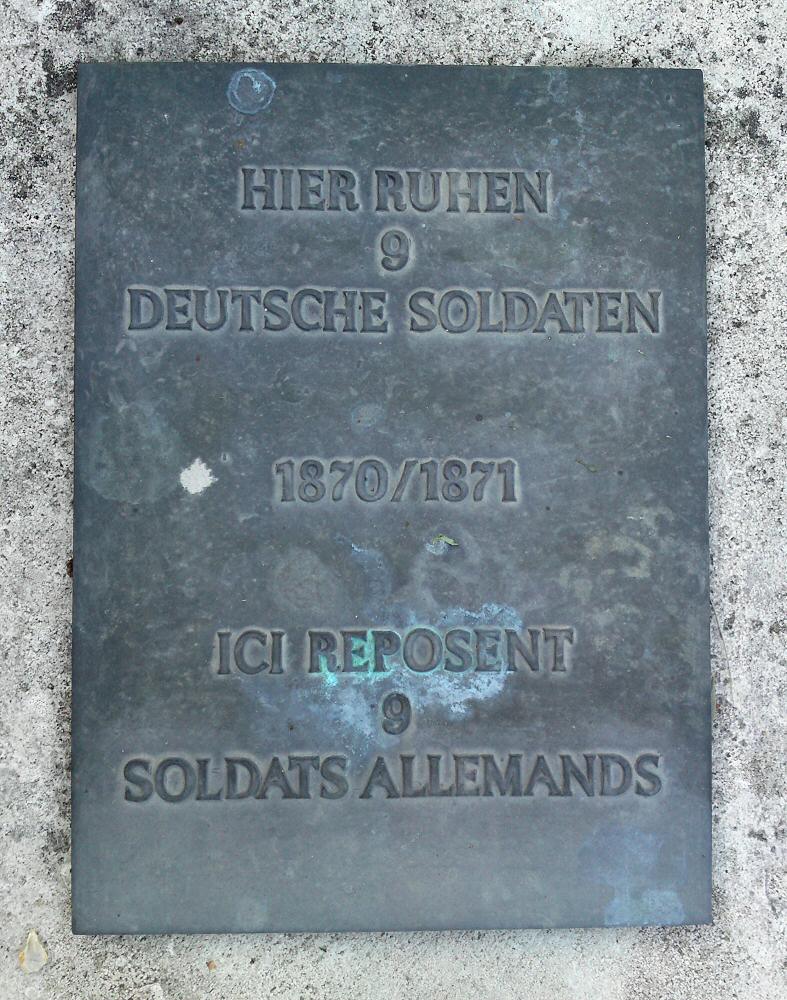 HIER RUHEN
9
DEUTSCHE SOLDATEN
1870/1871
ICI REPOSENT
9
SOLDATS ALLEMANDS